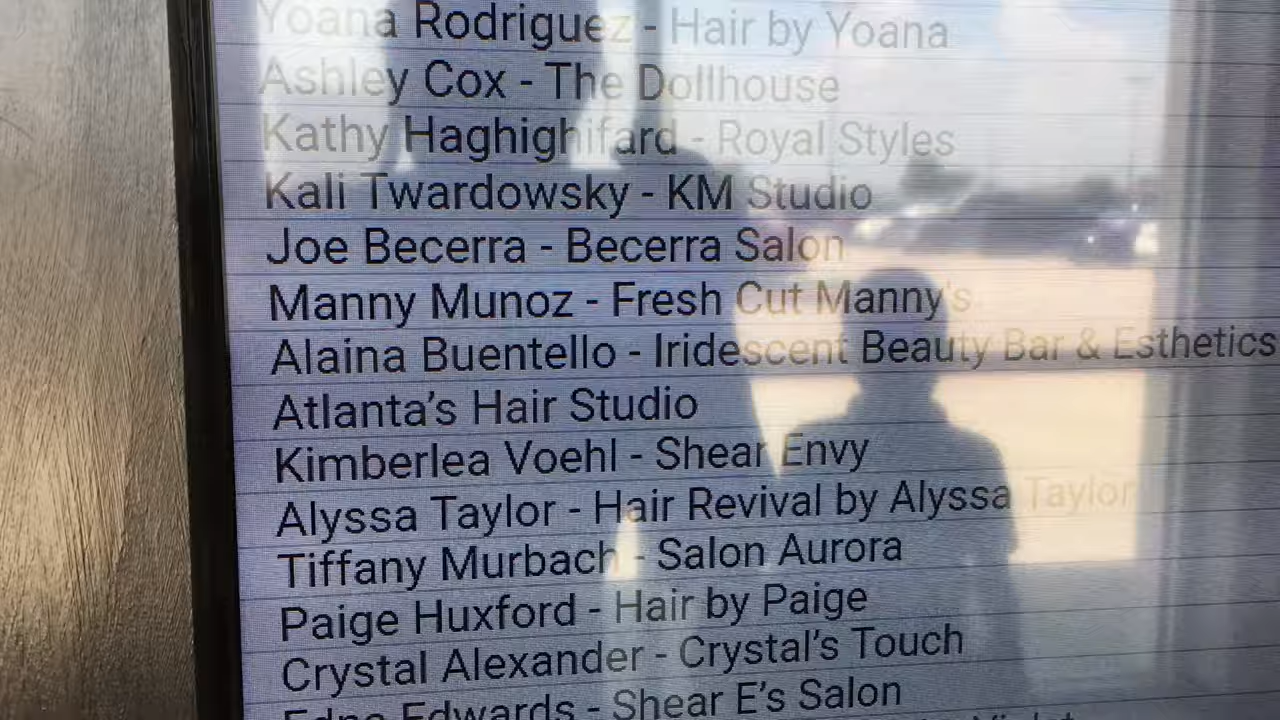 Yoana Rodriguez - Hair by Yoana
Ashley Cox - The Dollhouse
Kathy Haghighifard - Royal Styles
Kali Twardowsky - KM Studio
Joe Becerra - Becerra Salon
Manny Munoz - Fresh Cut Manny's
Alaina Buentello - Iridescent Beauty Bar & Esthetics
Atlanta’s Hair Studio
Kimberlea Voehl - Shear Envy
Alyssa Taylor - Hair Revival by Alyssa Taylor
Tiffany Murbach - Salon Aurora
Paige Huxford - Hair by Paige
Crystal Alexander - Crystal’s Touch
Edwards - Shear E’s Salon